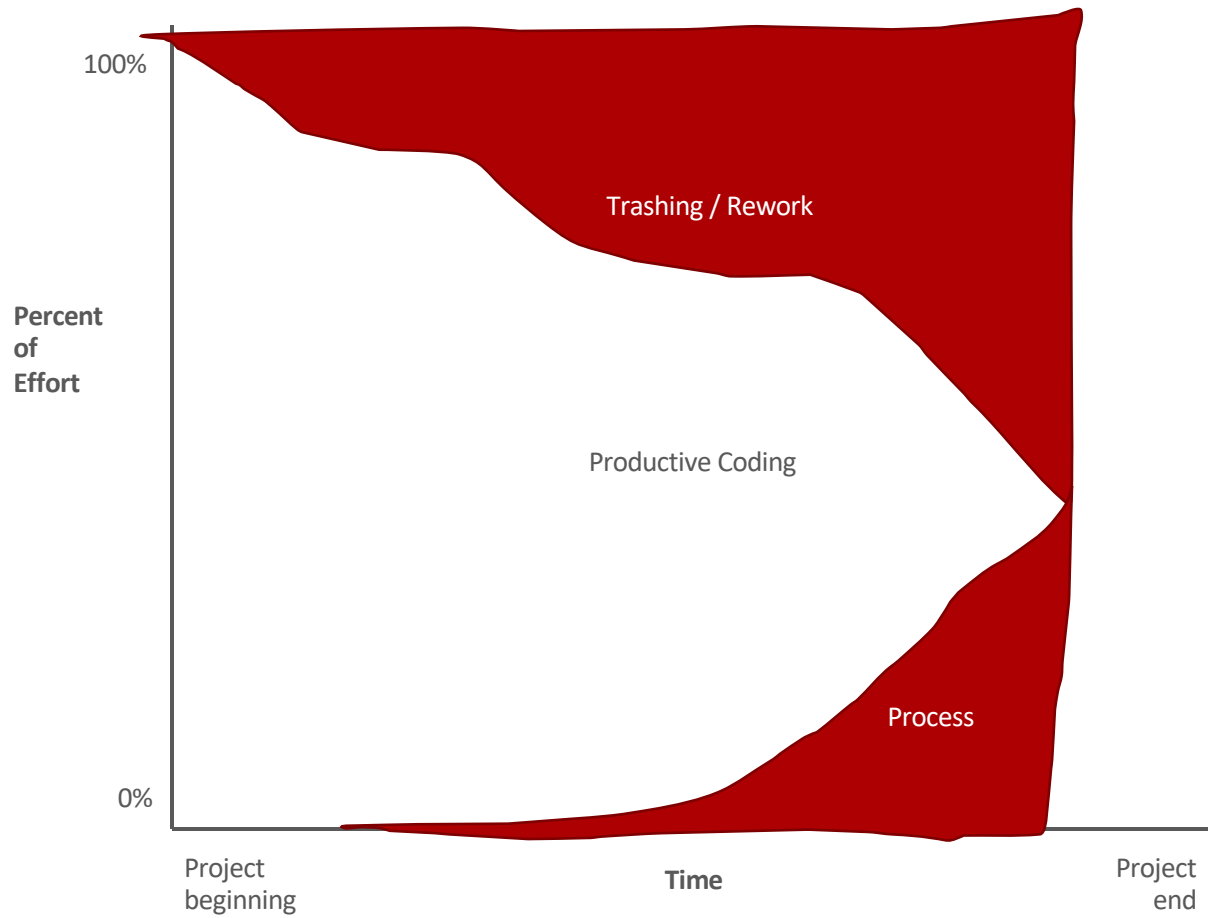 100%
Trashing / Rework
Percent
of
Effort
Productive Coding
Process
0%
Project
beginning
Time
Project
end